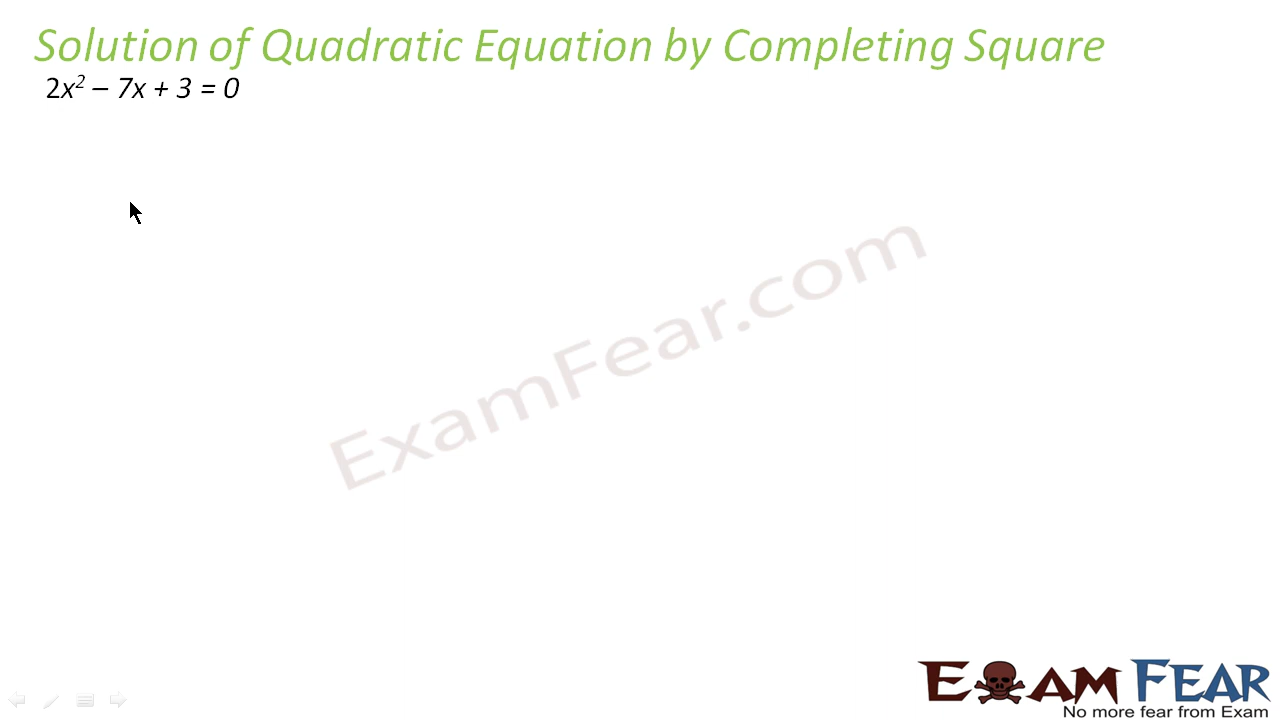 Solution of Quadratic Equation by Completing Square
2x² – 7x + 3 = 0
ExamFear.com
EXAM FEAR
No more fear from Exam